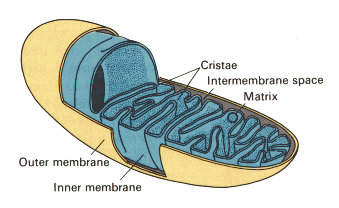 Cristae
Intermembrane space
Matrix
Outer membrane
Inner membrane